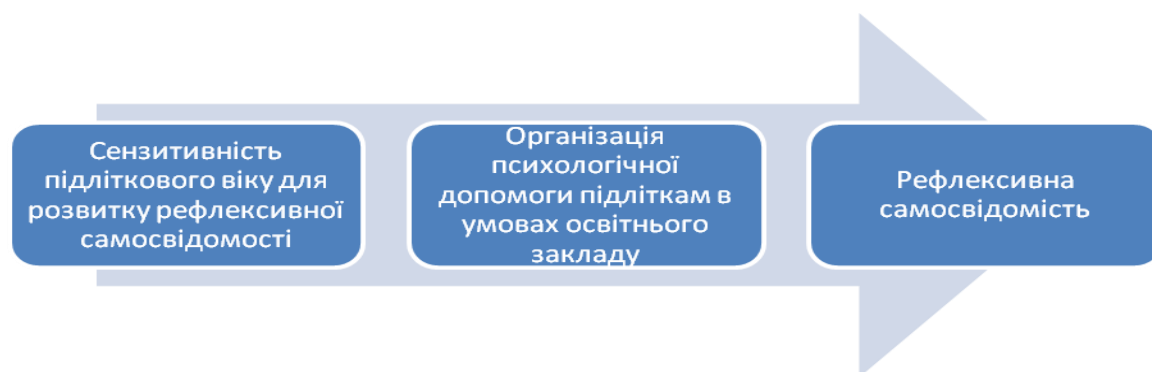 Сензитивність
підліткового віку для
розвитку рефлексивної
самосвідомості
Організація
психологічної
допомоги підліткам в
умовах освітнього
закладу
Рефлексивна
самосвідомість